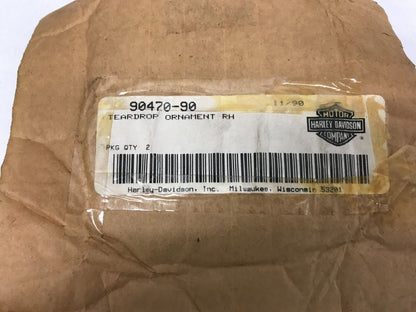 90470-90 11/90
TEARDROP ORNAMENT RH
MOTOR
HARLEY-DAVIDSON
COMPANY
®
PKG QTY 2
Harley-Davidson, Inc. Milwaukee, Wisconsin 53201